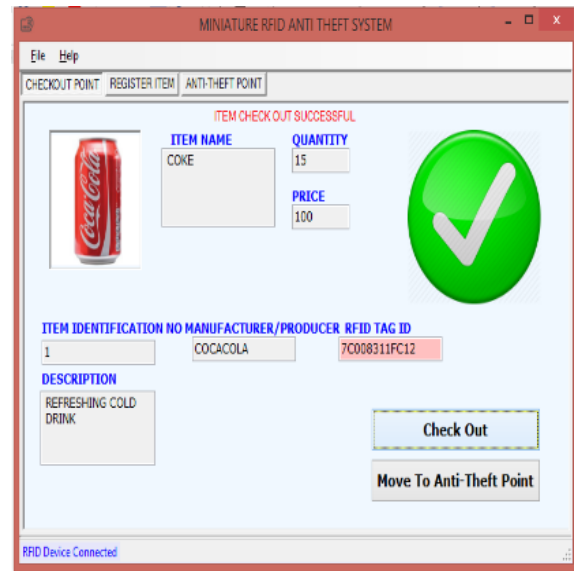 MINIATURE RFID ANTI THEFT SYSTEM
File Help
CHECKOUT POINT REGISTER ITEM ANTI-THEFT POINT
ITEM CHECK OUT SUCCESSFUL
ITEM NAME
COKE
QUANTITY
15
PRICE
100
Coca-Cola
ITEM IDENTIFICATION NO MANUFACTURER/PRODUCER RFID TAG ID
1 COCACOLA 7C008311FC12
DESCRIPTION
REFRESHING COLD
DRINK
Check Out
Move To Anti-Theft Point
RFID Device Connected